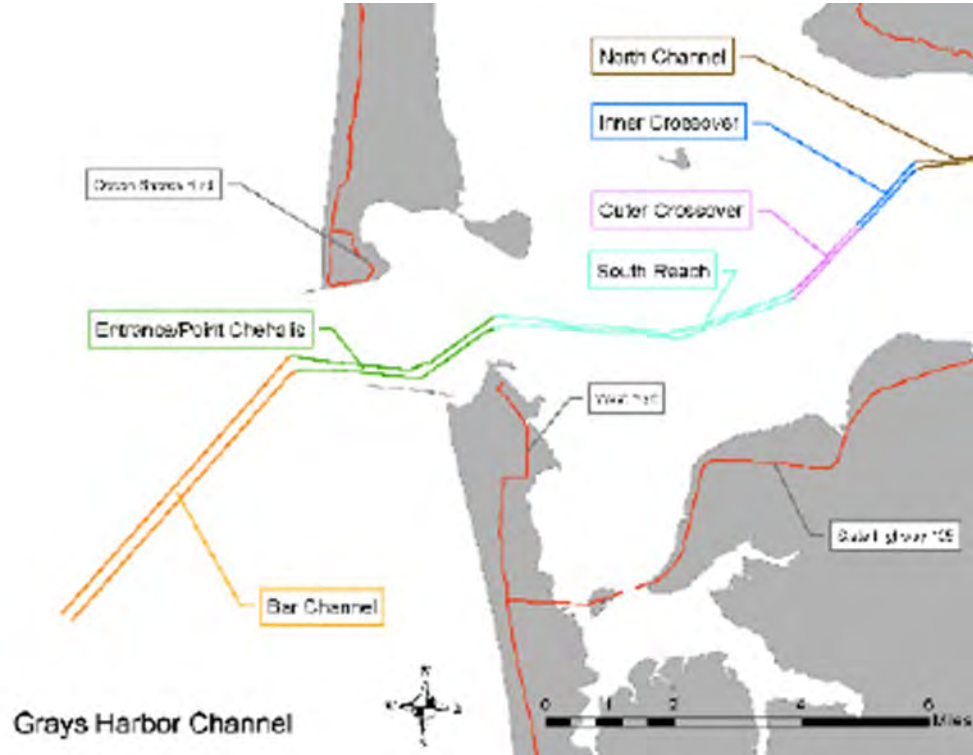 North Channel
Inner Crossover
Outer Crossover
South Reach
Entrance/Point Chehalis
State Highway 105
Bar Channel
Grays Harbor Channel
0 1 2 4 6
Miles